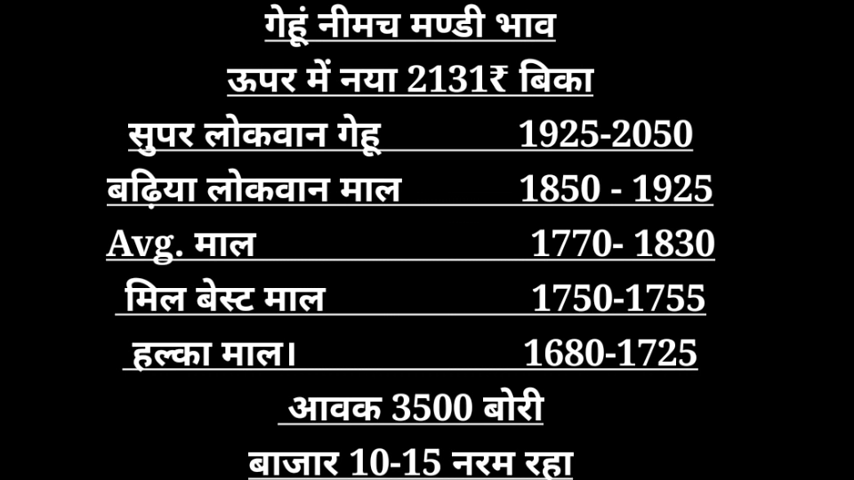 गेहूं नीमच मण्डी भाव
ऊपर में नया 2131₹ बिका
सुपर लोकवान गेहू 1925-2050
बढ़िया लोकवान माल 1850 - 1925
Avg. माल 1770- 1830
मिल बेस्ट माल 1750-1755
हल्का माल। 1680-1725
आवक 3500 बोरी
बाजार 10-15 नरम रहा